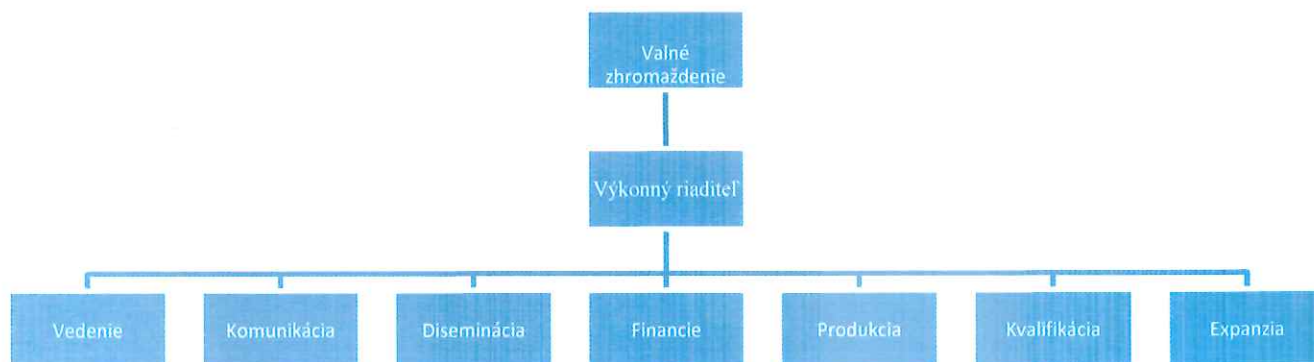 Valné
zhromaždenie
Výkonný riaditeľ
Vedenie
Komunikácia
Diseminácia
Financie
Produkcia
Kvalifikácia
Expanzia